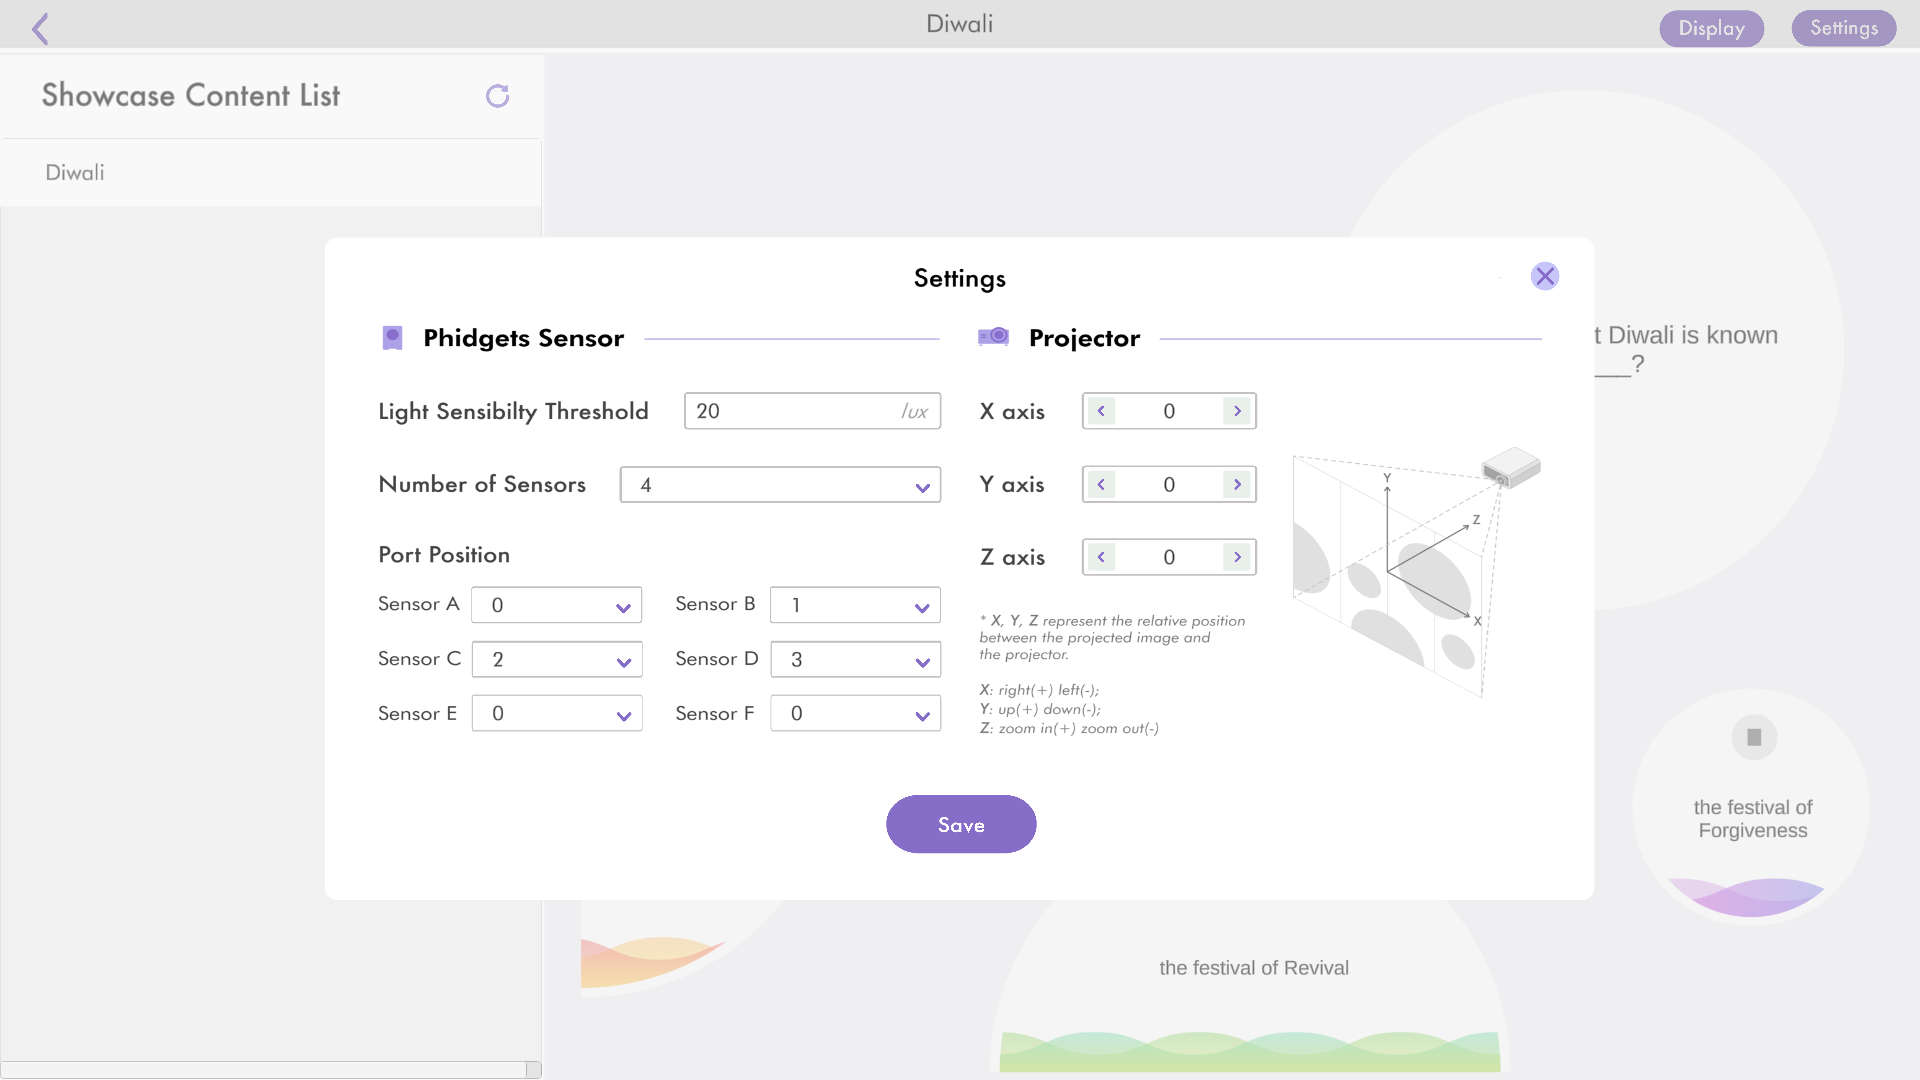 Diwali
Display
Settings
Showcase Content List
Diwali
Settings
Phidgets Sensor
Light Sensibilty Threshold
20
lux
Number of Sensors
4
Port Position
Sensor A
0
Sensor B
1
Sensor C
2
Sensor D
3
Sensor E
0
Sensor F
0
Projector
X axis
0
Y axis
0
Z axis
0
* X, Y, Z represent the relative position
between the projected image and
the projector.
X: right(+) left(-);
Y: up(+) down(-);
Z: zoom in(+) zoom out(-)
Y
Z
X
Save
t Diwali is known
___?
the festival of
Forgiveness
the festival of Revival